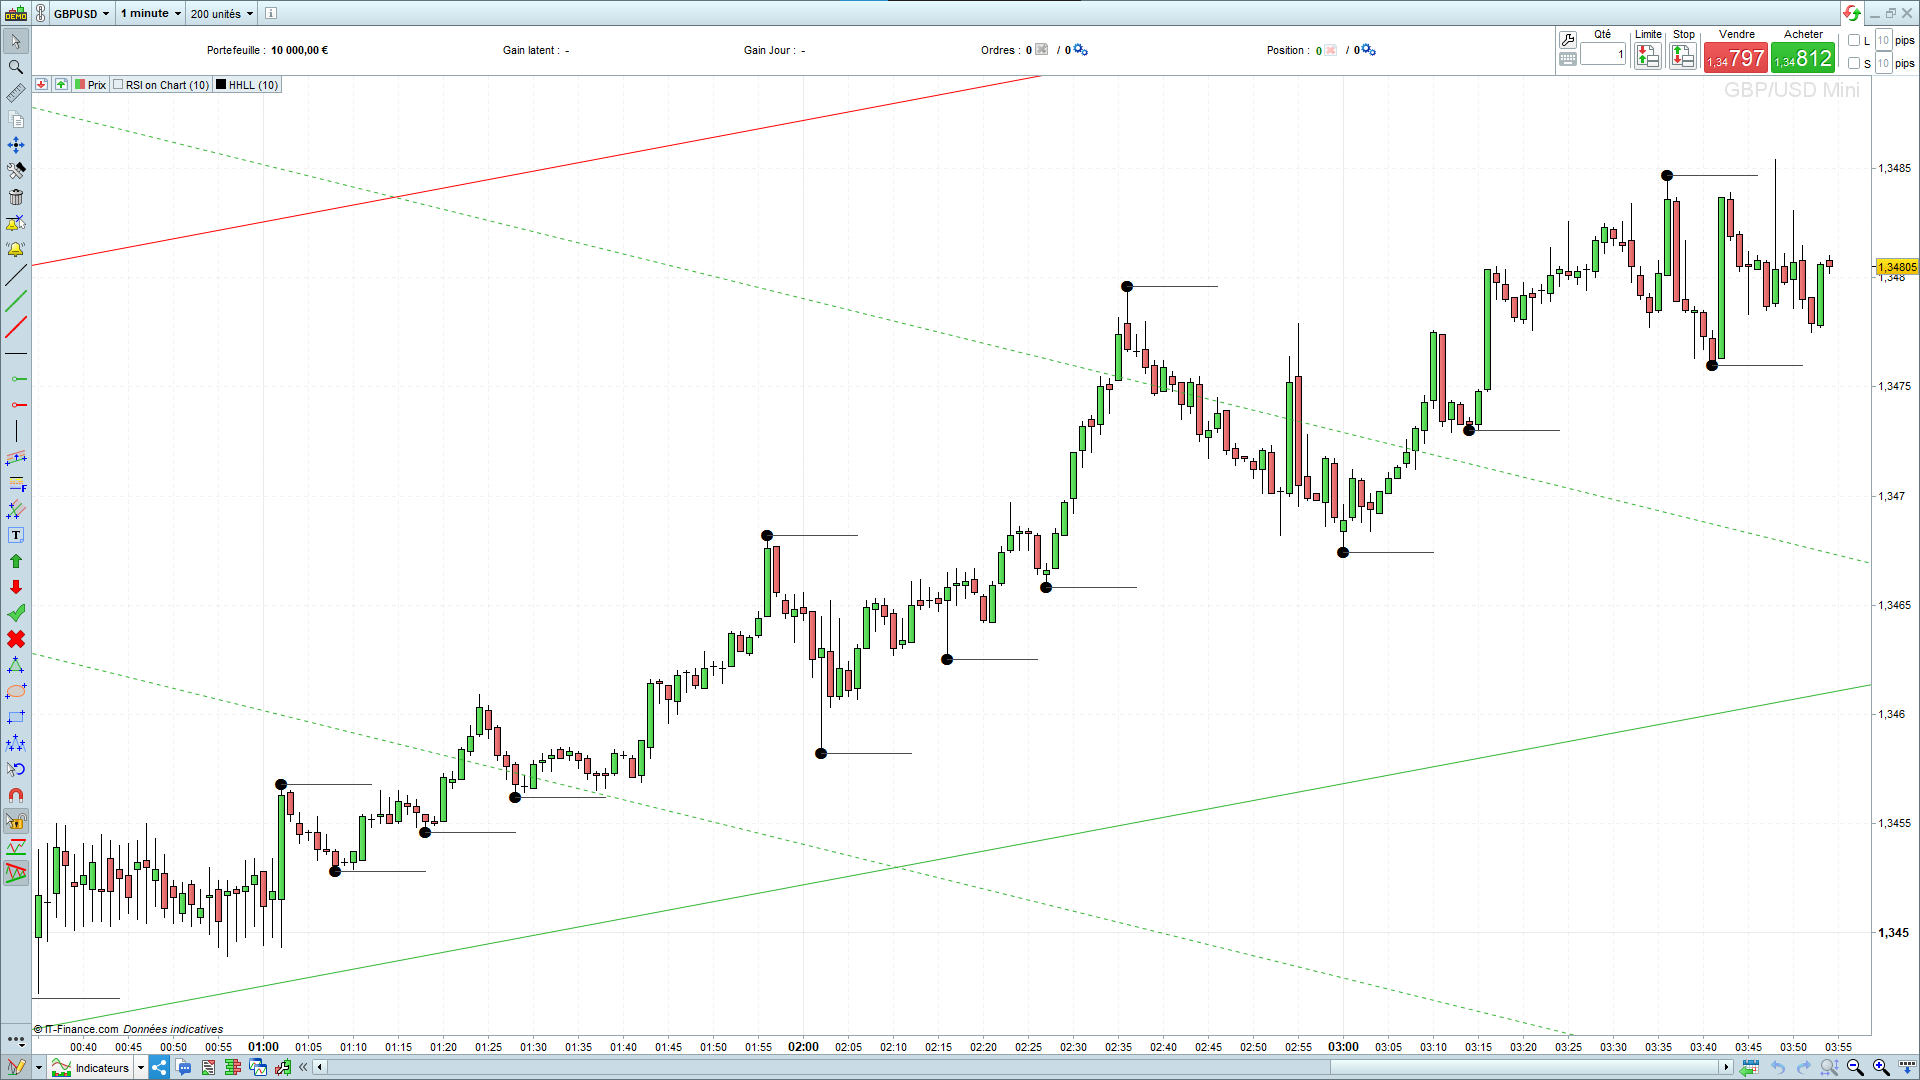 DEMO GBPUSD 1 minute 200 unités
Portefeuille : 10 000,00 € Gain latent : - Gain Jour : - Ordres : 0 / 0 Position : 0 / 0
Qté Limite Stop Vendre Acheter
1 1,34797 1,34812
L 10 pips
S 10 pips
Prix RSI on Chart (10) HHLL (10)
GBP/USD Mini
1,3485
1,34805
1,348
1,3475
1,347
1,3465
1,346
1,3455
1,345
© IT-Finance.com Données indicatives
00:40 00:45 00:50 00:55 01:00 01:05 01:10 01:15 01:20 01:25 01:30 01:35 01:40 01:45 01:50 01:55 02:00 02:05 02:10 02:15 02:20 02:25 02:30 02:35 02:40 02:45 02:50 02:55 03:00 03:05 03:10 03:15 03:20 03:25 03:30 03:35 03:40 03:45 03:50 03:55
Indicateurs